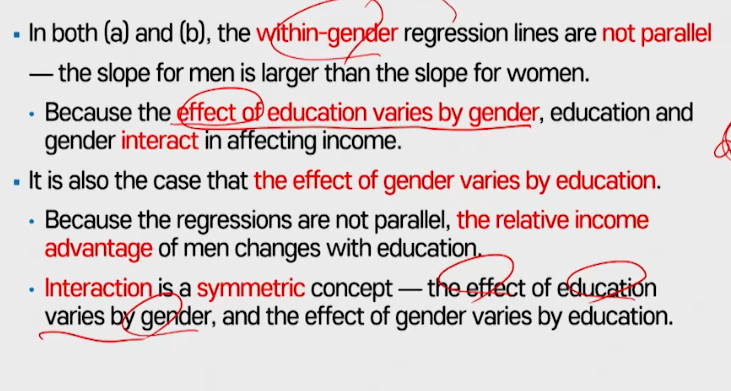 ▪ In both (a) and (b), the within-gender regression lines are not parallel
— the slope for men is larger than the slope for women.
• Because the effect of education varies by gender, education and
gender interact in affecting income.
▪ It is also the case that the effect of gender varies by education.
• Because the regressions are not parallel, the relative income
advantage of men changes with education.
• Interaction is a symmetric concept — the effect of education
varies by gender, and the effect of gender varies by education.